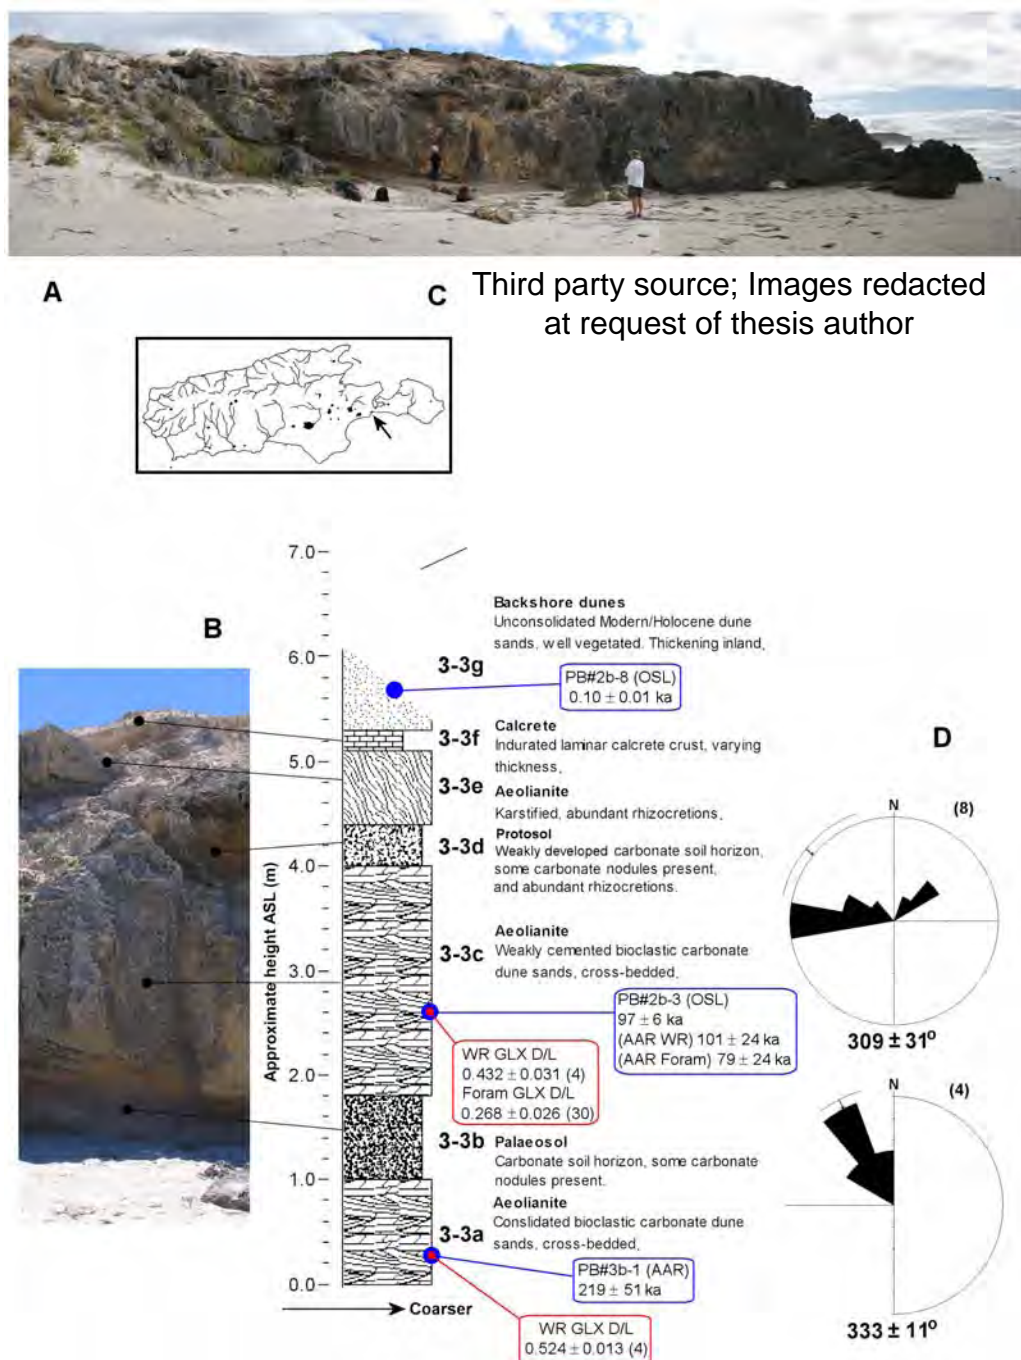 A
C
Third party source; Images redacted
at request of thesis author
B
D
Approximate height ASL (m)
7.0
6.0
5.0
4.0
3.0
2.0
1.0
0.0
Coarser
Backshore dunes
Unconsolidated Modern/Holocene dune
sands, well vegetated. Thickening inland.
3-3g
PB#2b-8 (OSL)
0.10 ± 0.01 ka
3-3f
Calcrete
Indurated laminar calcrete crust, varying
thickness.
3-3e
Aeolianite
Karstified, abundant rhizocretions.
3-3d
Protosol
Weakly developed carbonate soil horizon,
some carbonate nodules present,
and abundant rhizocretions.
3-3c
Aeolianite
Weakly cemented bioclastic carbonate
dune sands, cross-bedded.
PB#2b-3 (OSL)
97 ± 6 ka
(AAR WR) 101 ± 24 ka
(AAR Foram) 79 ± 24 ka
WR GLX D/L
0.432 ± 0.031 (4)
Foram GLX D/L
0.268 ± 0.026 (30)
3-3b
Palaeosol
Carbonate soil horizon, some carbonate
nodules present.
3-3a
Aeolianite
Conslidated bioclastic carbonate dune
sands, cross-bedded.
PB#3b-1 (AAR)
219 ± 51 ka
WR GLX D/L
0.524 ± 0.013 (4)
N
(8)
309 ± 31º
N
(4)
333 ± 11º